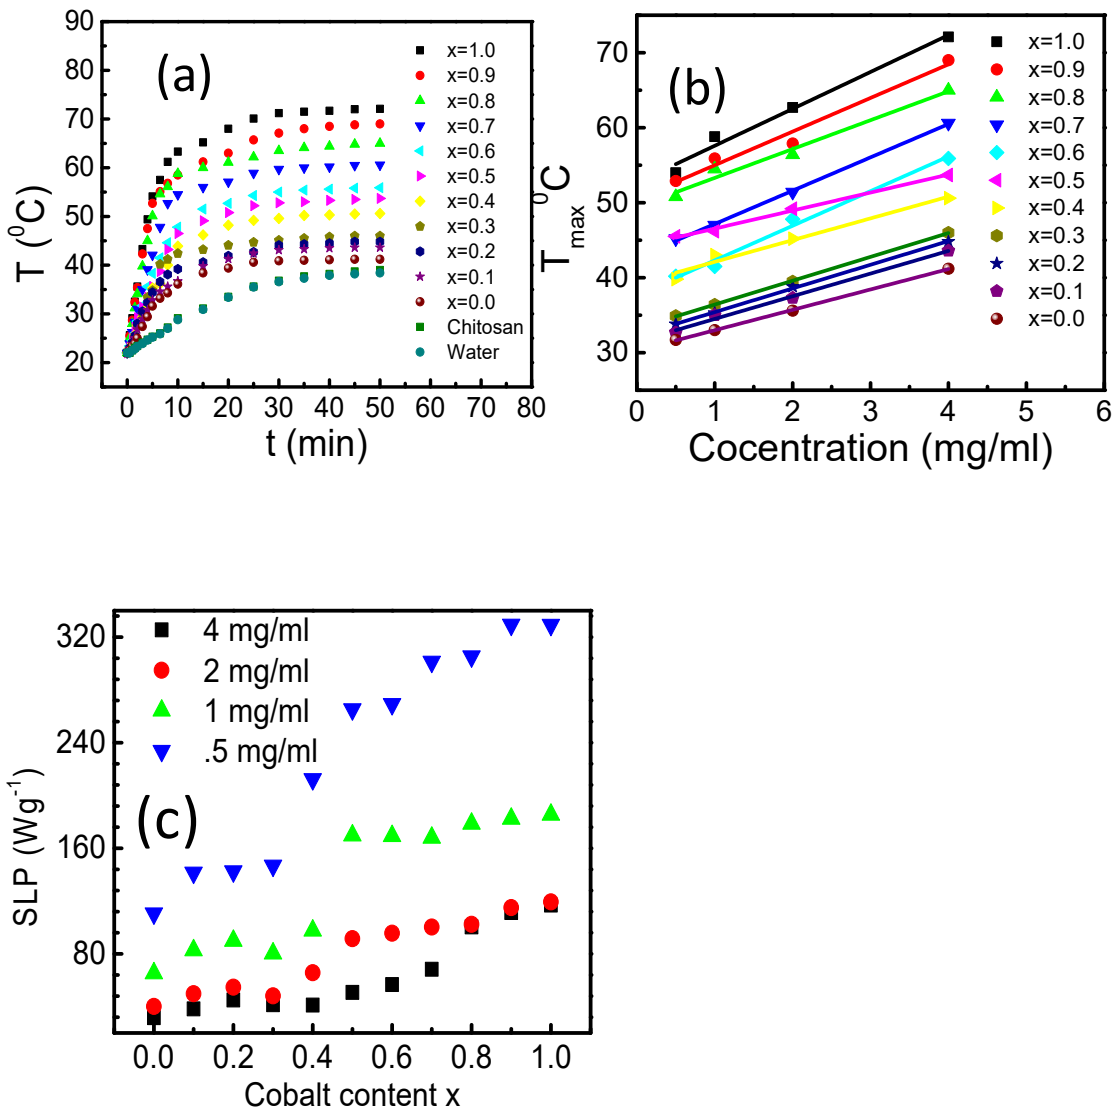 (a)
T (⁰C)
90
80
70
60
50
40
30
20
0 10 20 30 40 50 60 70 80
t (min)
x=1.0
x=0.9
x=0.8
x=0.7
x=0.6
x=0.5
x=0.4
x=0.3
x=0.2
x=0.1
x=0.0
Chitosan
Water
(b)
Tmax⁰C
70
60
50
40
30
0 1 2 3 4 5 6
Cocentration (mg/ml)
x=1.0
x=0.9
x=0.8
x=0.7
x=0.6
x=0.5
x=0.4
x=0.3
x=0.2
x=0.1
x=0.0
(c)
SLP (Wg⁻¹)
320
240
160
80
0.0 0.2 0.4 0.6 0.8 1.0
Cobalt content x
4 mg/ml
2 mg/ml
1 mg/ml
.5 mg/ml